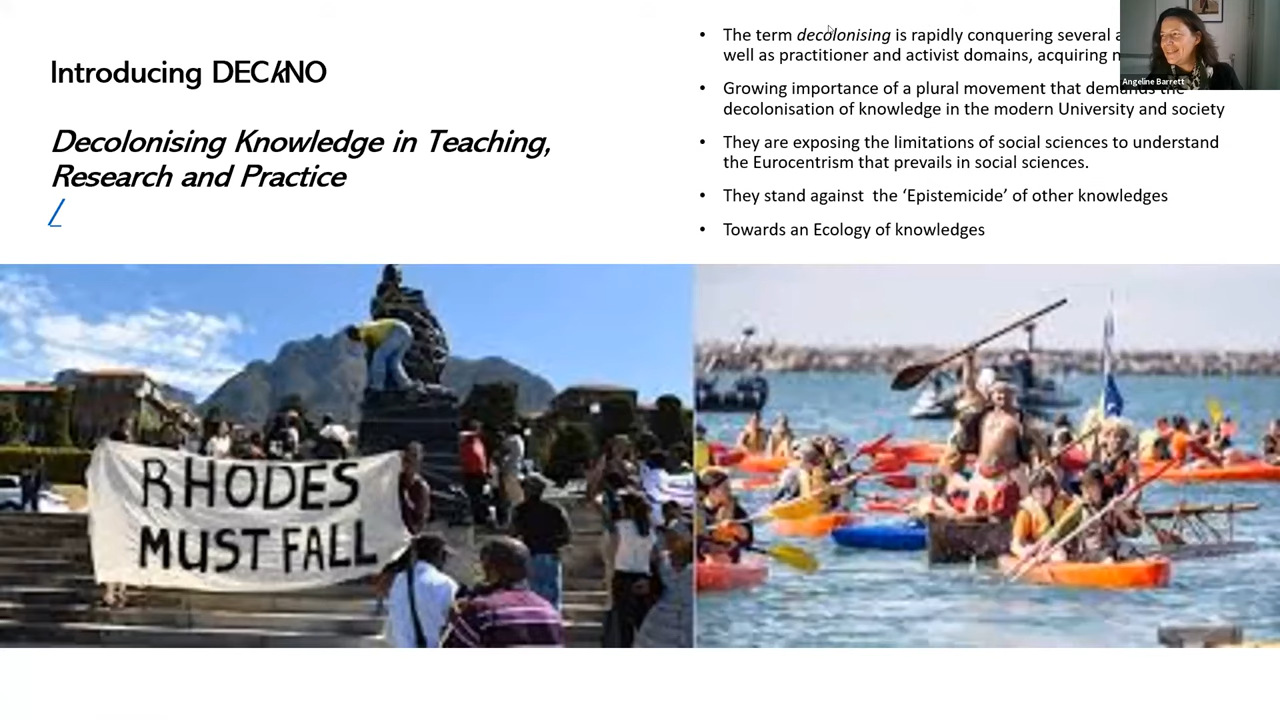 Introducing DECkNO
Decolonising Knowledge in Teaching,
Research and Practice
• The term decolonising is rapidly conquering several
well as practitioner and activist domains, acquiring
• Growing importance of a plural movement that demands the
decolonisation of knowledge in the modern University and society
• They are exposing the limitations of social sciences to understand
the Eurocentrism that prevails in social sciences.
• They stand against the ‘Epistemicide’ of other knowledges
• Towards an Ecology of knowledges
Angeline Barrett
RHODES
MUST FALL